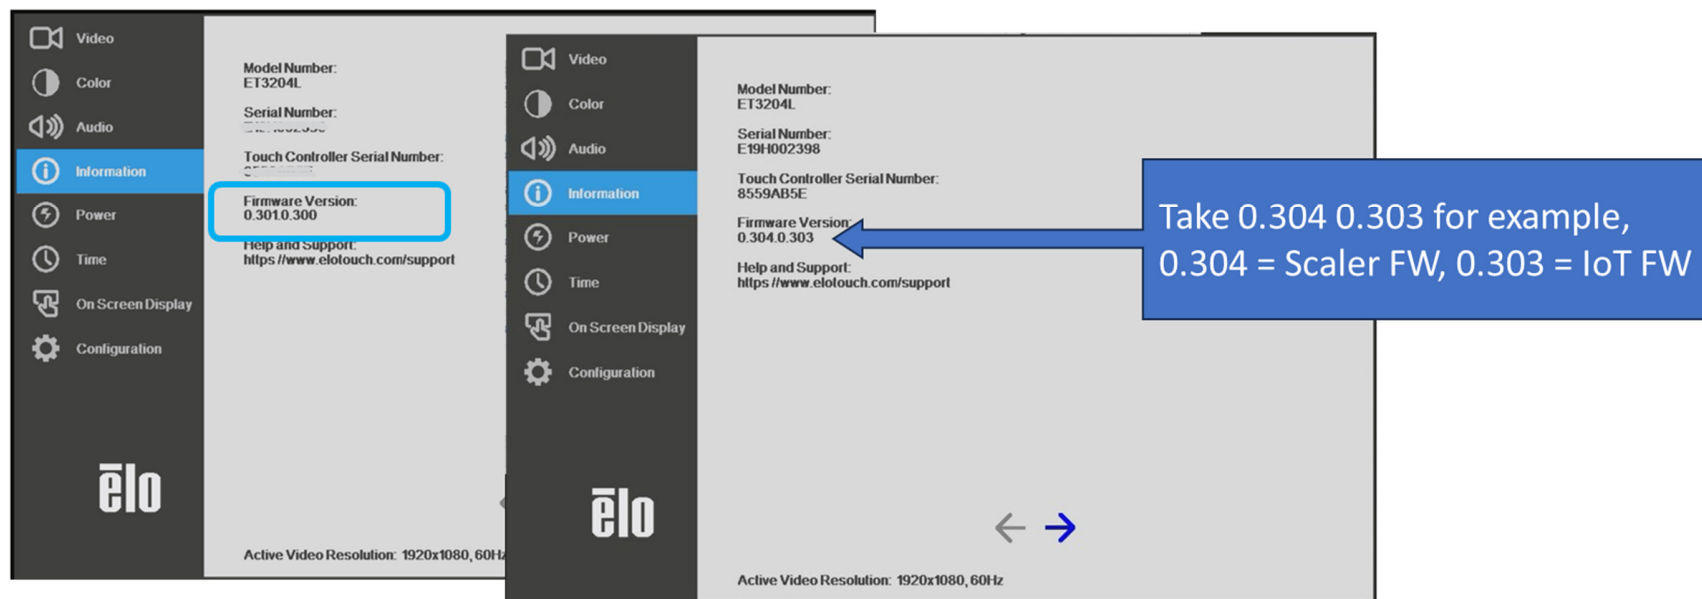 Video
Color
Audio
Information
Power
Time
On Screen Display
Configuration
ēlo
Model Number:
ET3204L
Serial Number:
Touch Controller Serial Number:
Firmware Version:
0.301.0.300
Help and Support:
https://www.elotouch.com/support
Active Video Resolution: 1920x1080, 60Hz
Video
Color
Audio
Information
Power
Time
On Screen Display
Configuration
ēlo
Model Number:
ET3204L
Serial Number:
E19H002398
Touch Controller Serial Number:
8559AB5E
Firmware Version:
0.304.0.303
Help and Support:
https://www.elotouch.com/support
Active Video Resolution: 1920x1080, 60Hz
Take 0.304 0.303 for example,
0.304 = Scaler FW, 0.303 = IoT FW